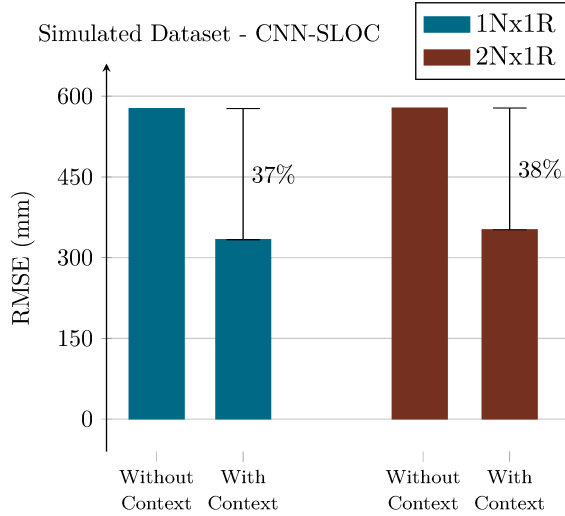 Simulated Dataset - CNN-SLOC
1Nx1R
2Nx1R
RMSE (mm)
600
450
300
150
0
37%
38%
Without Context
With Context
Without Context
With Context